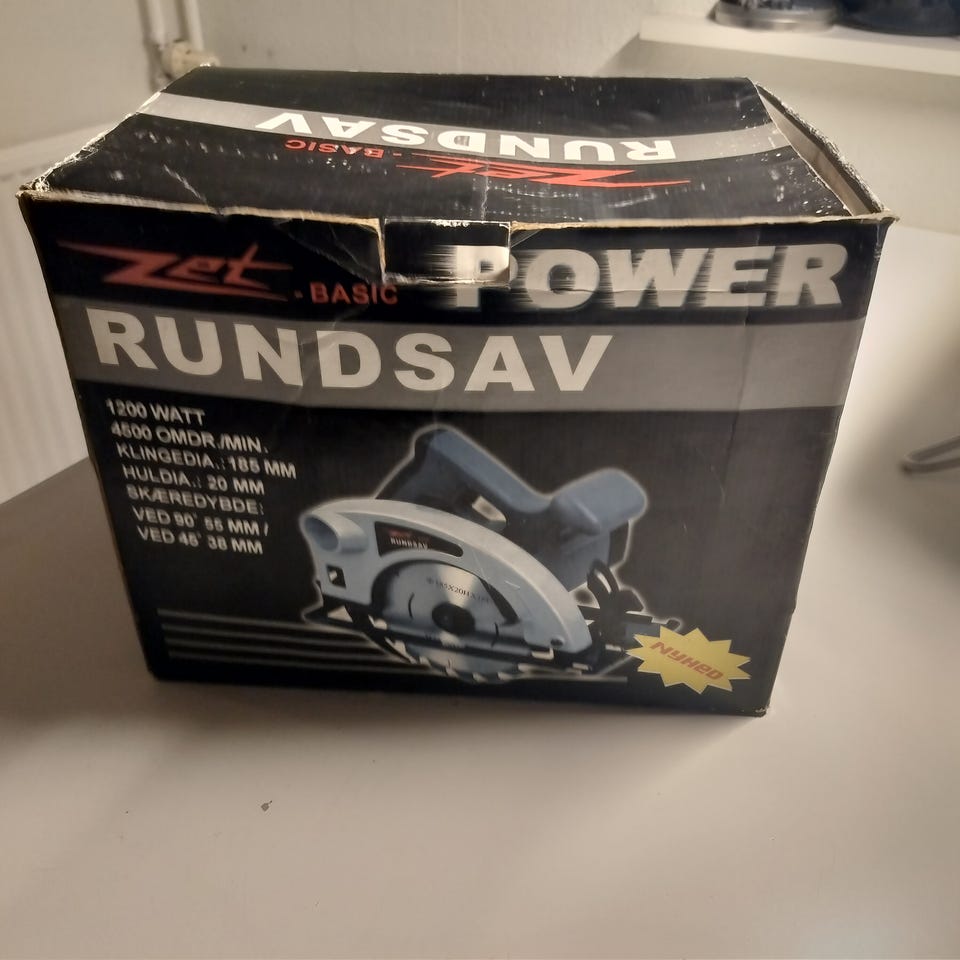 RUNDSAV
Zet - BASIC
Zet - BASIC POWER
RUNDSAV
1200 WATT
4500 OMDR./MIN.
KLINGEDIA.: 185 MM
HULDIA.: 20 MM
SKÆREDYBDE:
VED 90° 55 MM /
VED 45° 38 MM
RUNDSAV
NYHED